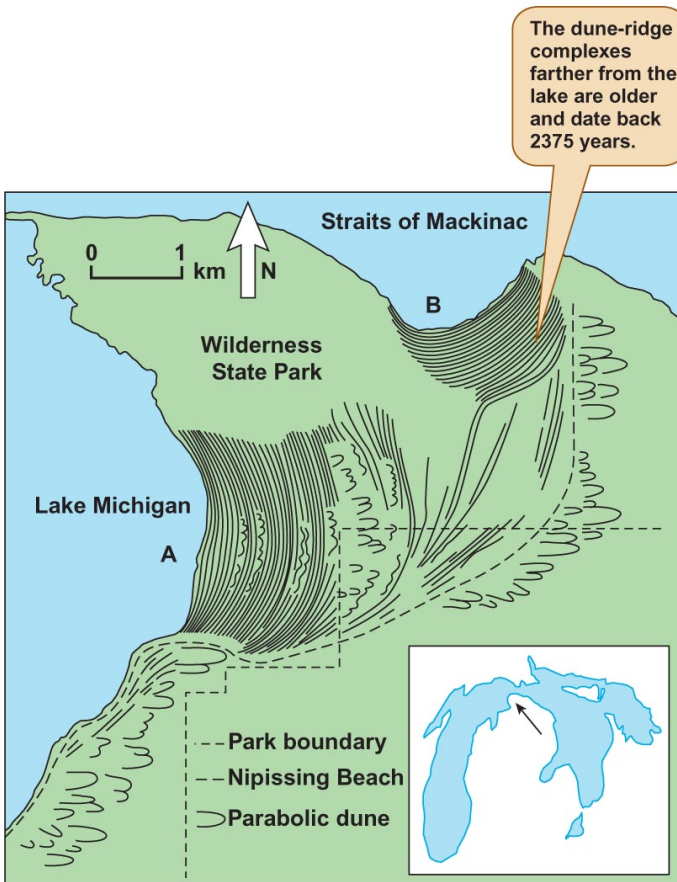 The dune-ridge
complexes
farther from the
lake are older
and date back
2375 years.
Straits of Mackinac
0 1
km
N
B
Wilderness
State Park
Lake Michigan
A
Park boundary
Nipissing Beach
Parabolic dune